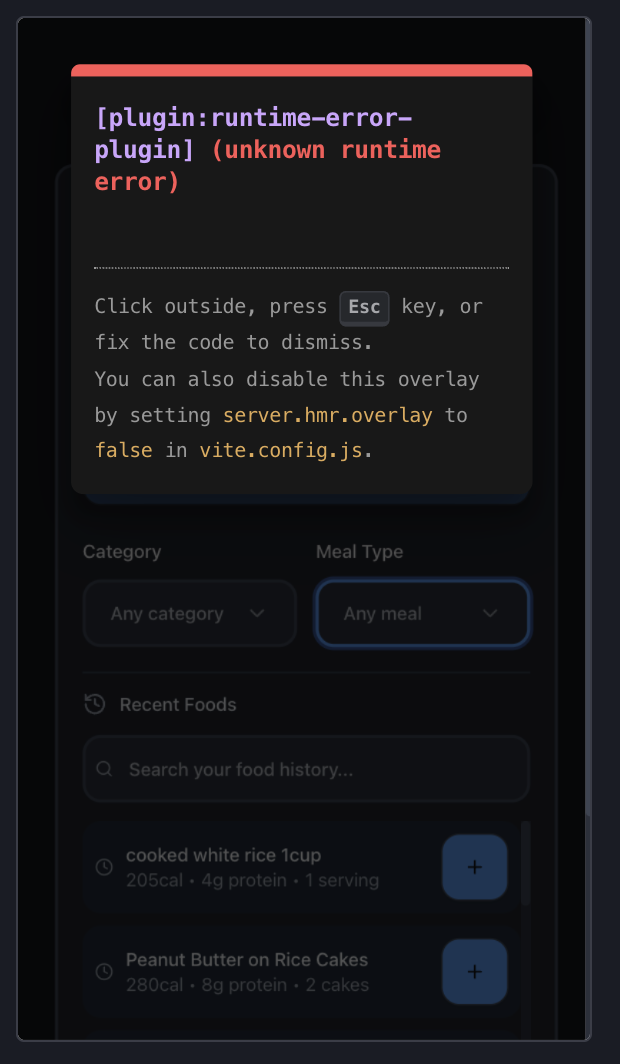 [plugin:runtime-error-
plugin] (unknown runtime
error)
Click outside, press Esc key, or
fix the code to dismiss.
You can also disable this overlay
by setting server.hmr.overlay to
false in vite.config.js.
Category
Meal Type
Any category
Any meal
Recent Foods
Search your food history...
cooked white rice 1cup
205cal • 4g protein • 1 serving
+
Peanut Butter on Rice Cakes
280cal • 8g protein • 2 cakes
+